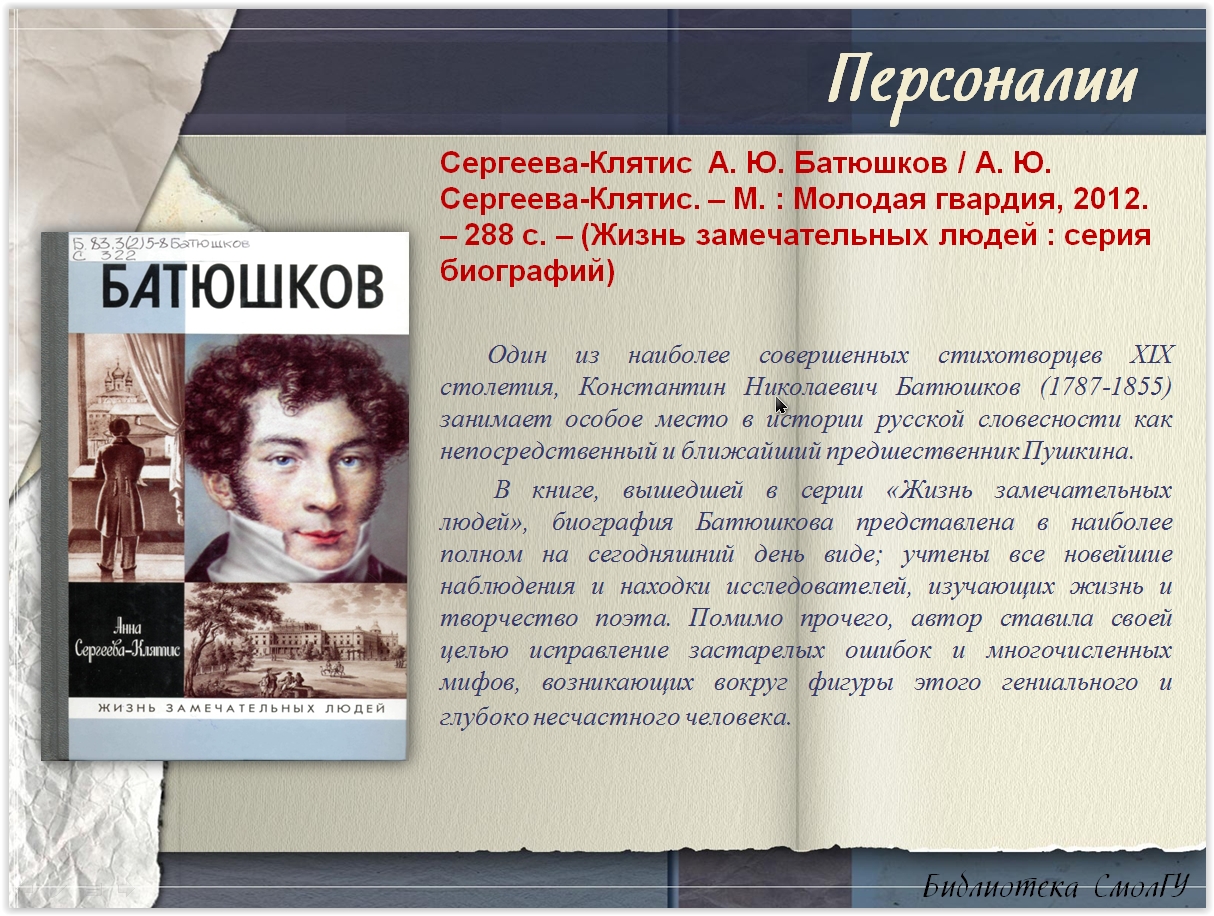 Персоналии
Сергеева-Клятис А. Ю. Батюшков / А. Ю.
Сергеева-Клятис. – М. : Молодая гвардия, 2012.
– 288 с. – (Жизнь замечательных людей : серия
биографий)
Б. 83.3(2)5-8 Батюшков
С 322
БАТЮШКОВ
Анна
Сергеева-Клятис
ЖИЗНЬ ЗАМЕЧАТЕЛЬНЫХ ЛЮДЕЙ
Один из наиболее совершенных стихотворцев XIX
столетия, Константин Николаевич Батюшков (1787-1855)
занимает особое место в истории русской словесности как
непосредственный и ближайший предшественник Пушкина.
В книге, вышедшей в серии «Жизнь замечательных
людей», биография Батюшкова представлена в наиболее
полном на сегодняшний день виде; учтены все новейшие
наблюдения и находки исследователей, изучающих жизнь и
творчество поэта. Помимо прочего, автор ставила своей
целью исправление застарелых ошибок и многочисленных
мифов, возникающих вокруг фигуры этого гениального и
глубоко несчастного человека.
Библиотека СмолГУ